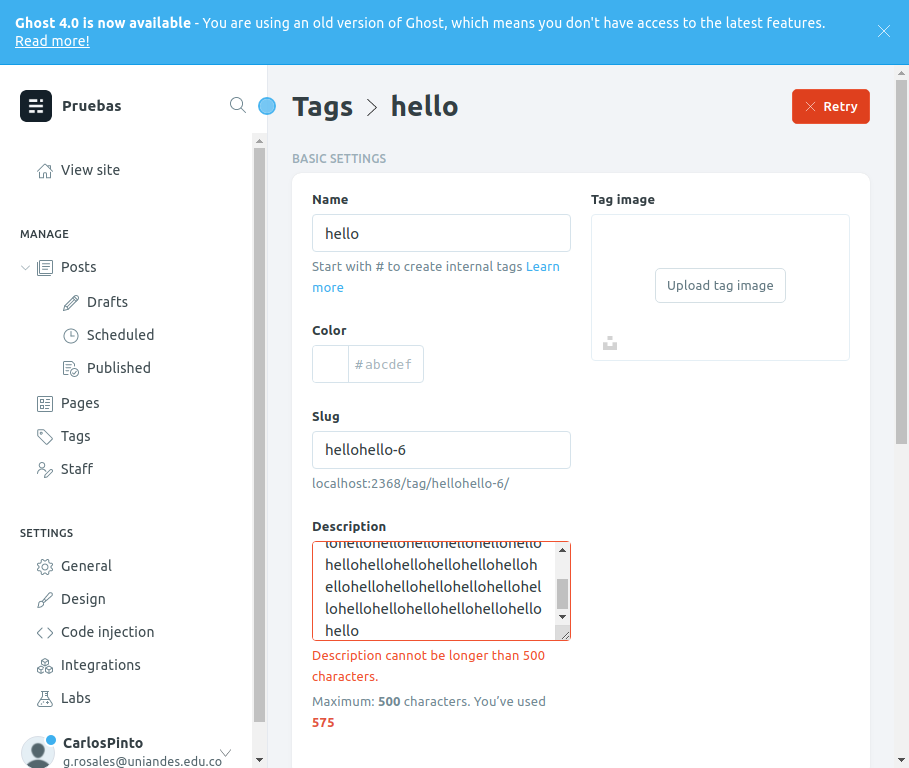 Ghost 4.0 is now available - You are using an old version of Ghost, which means you don't have access to the latest features.
Read more!
Pruebas
View site
MANAGE
Posts
Drafts
Scheduled
Published
Pages
Tags
Staff
SETTINGS
General
Design
Code injection
Integrations
Labs
CarlosPinto
g.rosales@uniandes.edu.co
Tags > hello
Retry
BASIC SETTINGS
Name
hello
Start with # to create internal tags Learn
more
Color
#abcdef
Slug
hellohello-6
localhost:2368/tag/hellohello-6/
Description
lohellohellohellohellohellohello
hellohellohellohellohellohelloh
ellohellohellohellohellohellohel
lohellohellohellohellohellohello
hello
Description cannot be longer than 500
characters.
Maximum: 500 characters. You’ve used
575
Tag image
Upload tag image